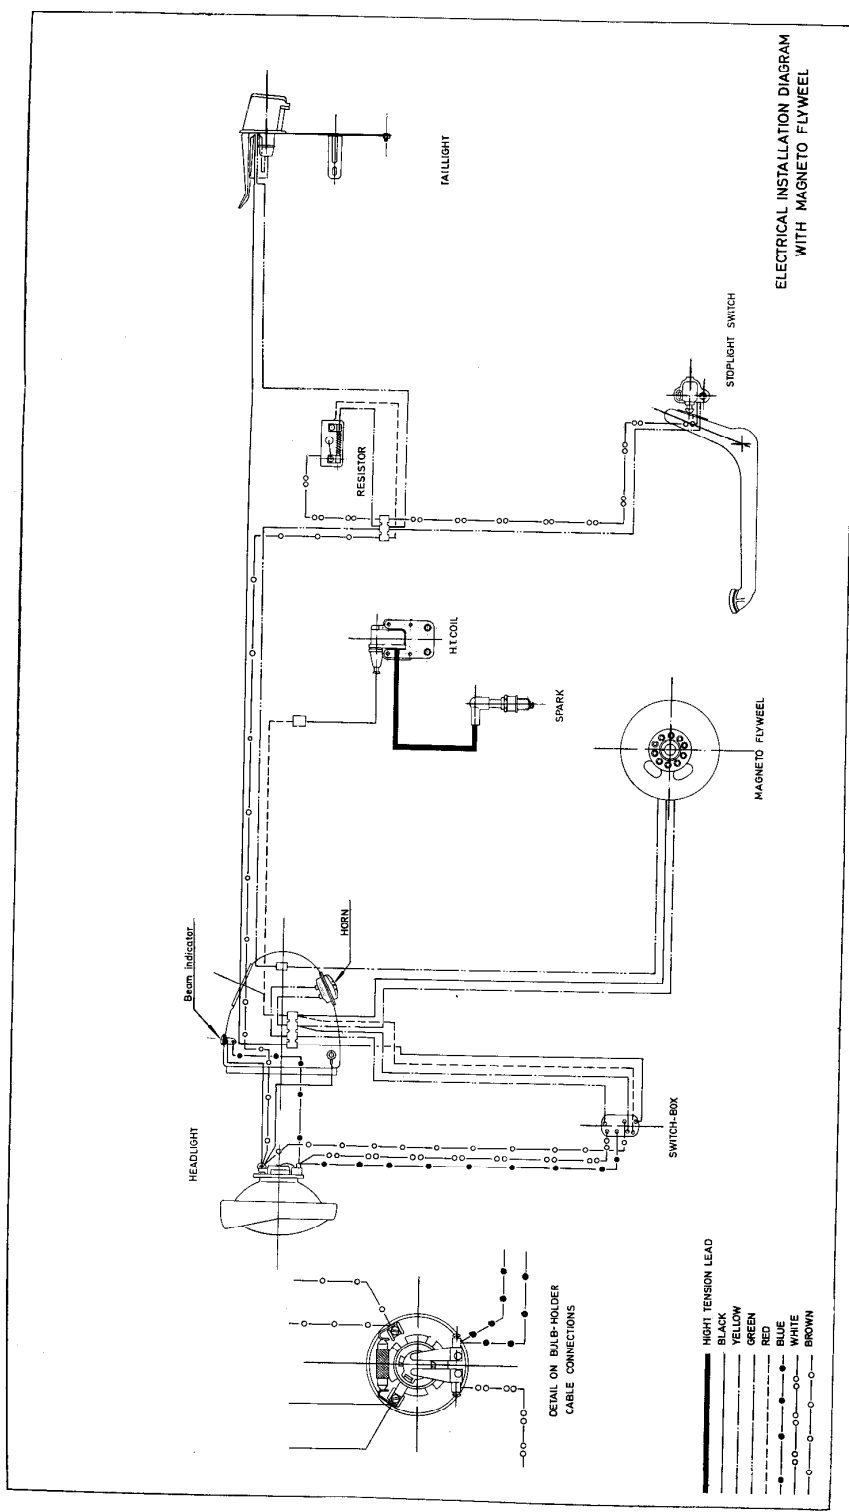 ELECTRICAL INSTALLATION DIAGRAM
WITH MAGNETO FLYWEEL
TAILLIGHT
STOPLIGHT SWITCH
RESISTOR
H.T. COIL
SPARK
MAGNETO FLYWEEL
Beam indicator
HORN
HEADLIGHT
SWITCH-BOX
DETAIL ON BULB-HOLDER
CABLE CONNECTIONS
HIGHT TENSION LEAD
BLACK
YELLOW
GREEN
RED
BLUE
WHITE
BROWN